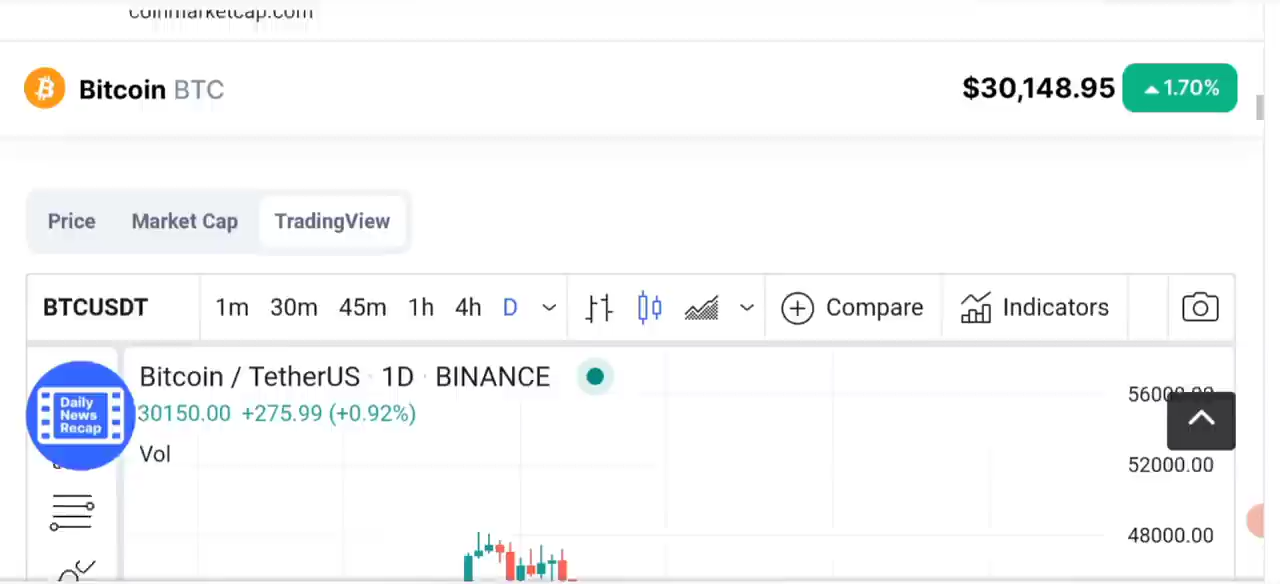 coinmarketcap.com
Bitcoin BTC
$30,148.95
1.70%
Price Market Cap TradingView
BTCUSDT 1m 30m 45m 1h 4h D Compare Indicators
Bitcoin / TetherUS · 1D · BINANCE
30150.00 +275.99 (+0.92%)
Vol
Daily
News
Recap
56000.00
52000.00
48000.00